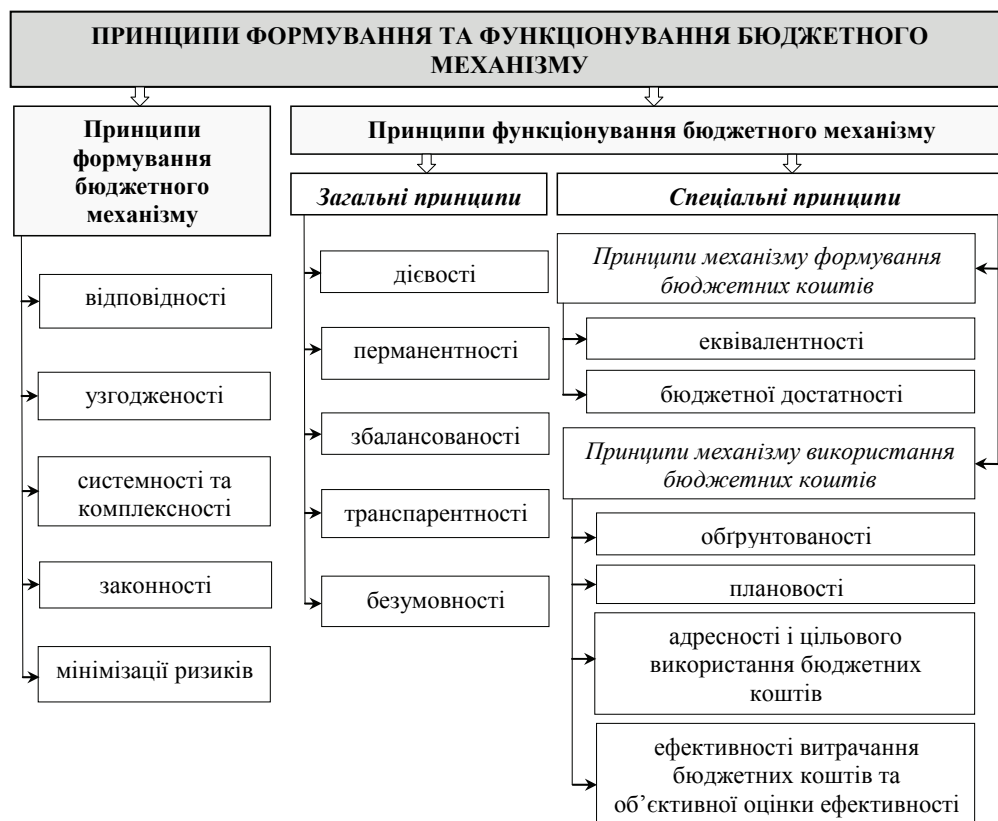 ПРИНЦИПИ ФОРМУВАННЯ ТА ФУНКЦІОНУВАННЯ БЮДЖЕТНОГО
МЕХАНІЗМУ
Принципи
формування
бюджетного
механізму
відповідності
узгодженості
системності та
комплексності
законності
мінімізації ризиків
Принципи функціонування бюджетного механізму
Загальні принципи
дієвості
перманентності
збалансованості
транспарентності
безумовності
Спеціальні принципи
Принципи механізму формування
бюджетних коштів
еквівалентності
бюджетної достатності
Принципи механізму використання
бюджетних коштів
обґрунтованості
плановості
адресності і цільового
використання бюджетних
коштів
ефективності витрачання
бюджетних коштів та
об’єктивної оцінки ефективності